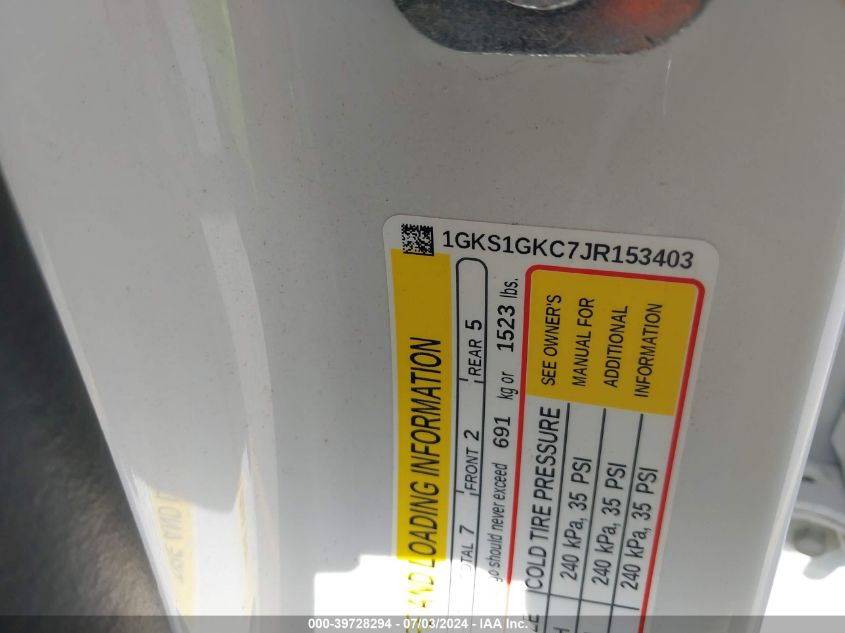 1GKS1GKC7JR153403
AND LOADING INFORMATION
TOTAL 7 FRONT 2 REAR 5
should never exceed 691 kg or 1523 lbs.
COLD TIRE PRESSURE
240 kPa, 35 PSI
240 kPa, 35 PSI
240 kPa, 35 PSI
SEE OWNER'S
MANUAL FOR
ADDITIONAL
INFORMATION
000-39728294 - 07/03/2024 - IAA Inc.